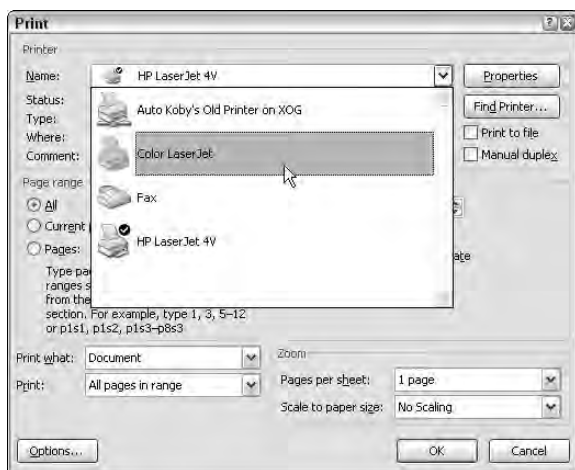 Print
Printer
Name: HP LaserJet 4V
Properties
Status:
Type:
Where:
Comment:
Auto Koby's Old Printer on XOG
Color LaserJet
Fax
HP LaserJet 4V
Find Printer...
Print to file
Manual duplex
Page range
All
Current
Pages:
Type pa
ranges s
from the
section. For example, type 1, 3, 5–12
or p1s1, p1s2, p1s3–p8s3
ate
Print what: Document
Print: All pages in range
Zoom
Pages per sheet: 1 page
Scale to paper size: No Scaling
Options...
OK
Cancel